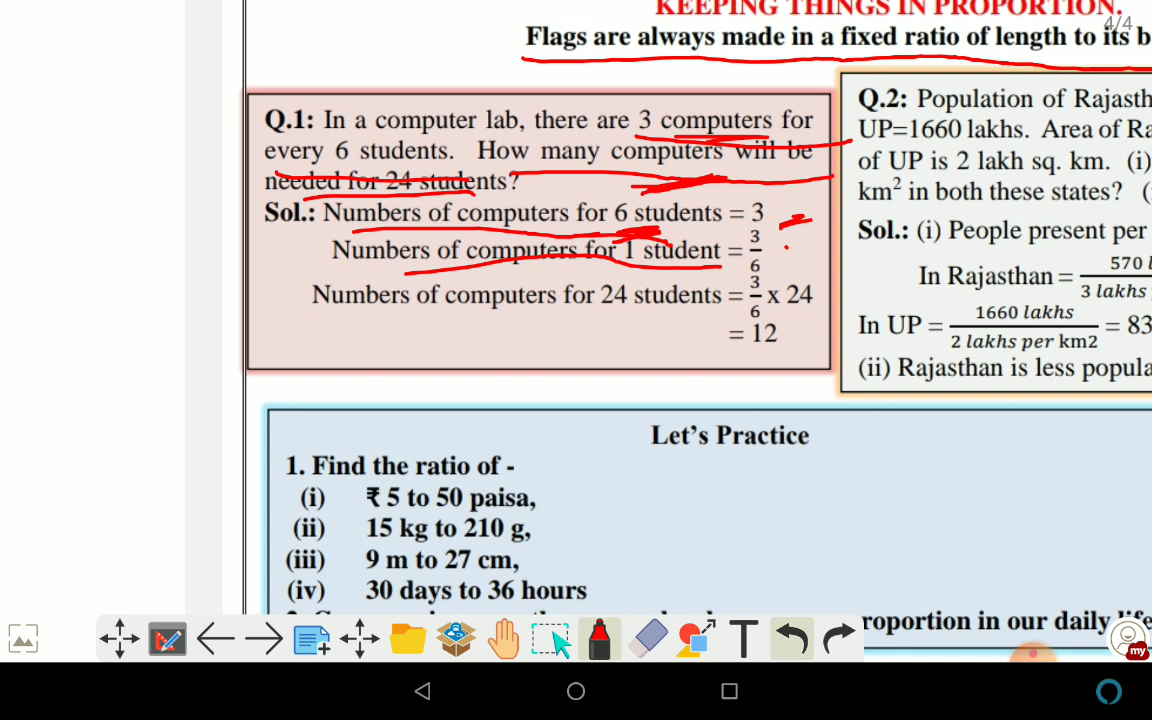 KEEPING THINGS IN PROPORTION.
4/4
Flags are always made in a fixed ratio of length to its b
Q.1: In a computer lab, there are 3 computers for
every 6 students. How many computers will be
needed for 24 students?
Sol.: Numbers of computers for 6 students = 3
Numbers of computers for 1 student = 3/6
Numbers of computers for 24 students = 3/6 x 24
= 12
Q.2: Population of Rajasth
UP=1660 lakhs. Area of Ra
of UP is 2 lakh sq. km. (i)
km² in both these states? (
Sol.: (i) People present per
In Rajasthan = 570 l/3 lakhs
In UP = 1660 lakhs/2 lakhs per km2 = 83
(ii) Rajasthan is less popula
Let's Practice
1. Find the ratio of -
(i) ₹ 5 to 50 paisa,
(ii) 15 kg to 210 g,
(iii) 9 m to 27 cm,
(iv) 30 days to 36 hours
roportion in our daily life
T
my